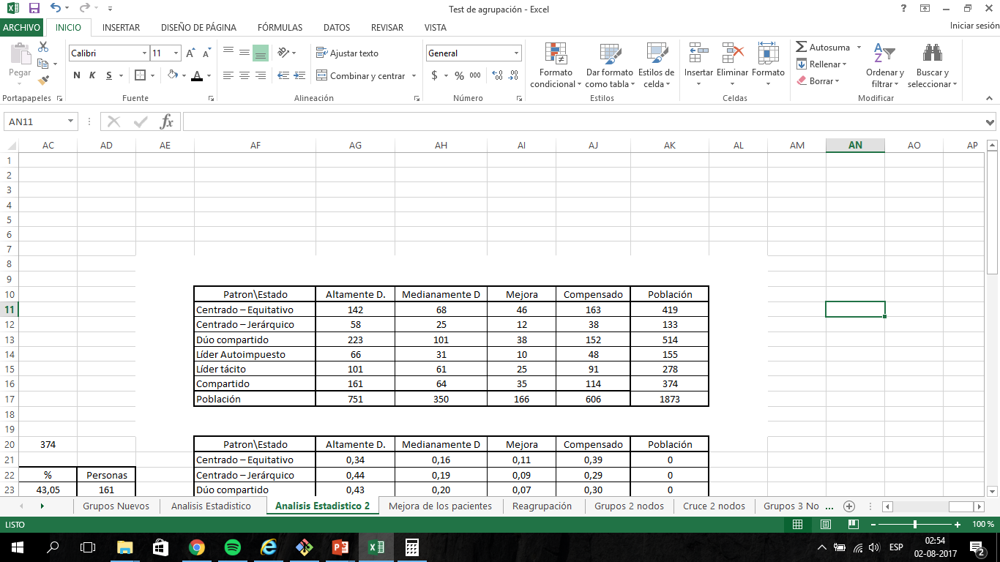 Test de agrupación - Excel
ARCHIVO INICIO INSERTAR DISEÑO DE PÁGINA FÓRMULAS DATOS REVISAR VISTA Iniciar sesión
Pegar
Calibri 11 Ajustar texto General Autosuma
N K S Combinar y centrar $ % 000 Rellenar
Formato condicional Dar formato como tabla Estilos de celda Insertar Eliminar Formato Borrar Ordenar y filtrar Buscar y seleccionar
Portapapeles Fuente Alineación Número Estilos Celdas Modificar
AN11 fx
AC AD AE AF AG AH AI AJ AK AL AM AN AO AP
1
2
3
4
5
6
7
8
9
10 Patron\Estado Altamente D. Medianamente D Mejora Compensado Población
11 Centrado – Equitativo 142 68 46 163 419
12 Centrado – Jerárquico 58 25 12 38 133
13 Dúo compartido 223 101 38 152 514
14 Líder Autoimpuesto 66 31 10 48 155
15 Líder tácito 101 61 25 91 278
16 Compartido 161 64 35 114 374
17 Población 751 350 166 606 1873
18
19
20 374 Patron\Estado Altamente D. Medianamente D Mejora Compensado Población
21 Centrado – Equitativo 0,34 0,16 0,11 0,39 0
22 % Personas Centrado – Jerárquico 0,44 0,19 0,09 0,29 0
23 43,05 161 Dúo compartido 0,43 0,20 0,07 0,30 0
Grupos Nuevos Analisis Estadistico Analisis Estadistico 2 Mejora de los pacientes Reagrupación Grupos 2 nodos Cruce 2 nodos Grupos 3 No ...
LISTO 100 %
ESP 02:54
02-08-2017 2